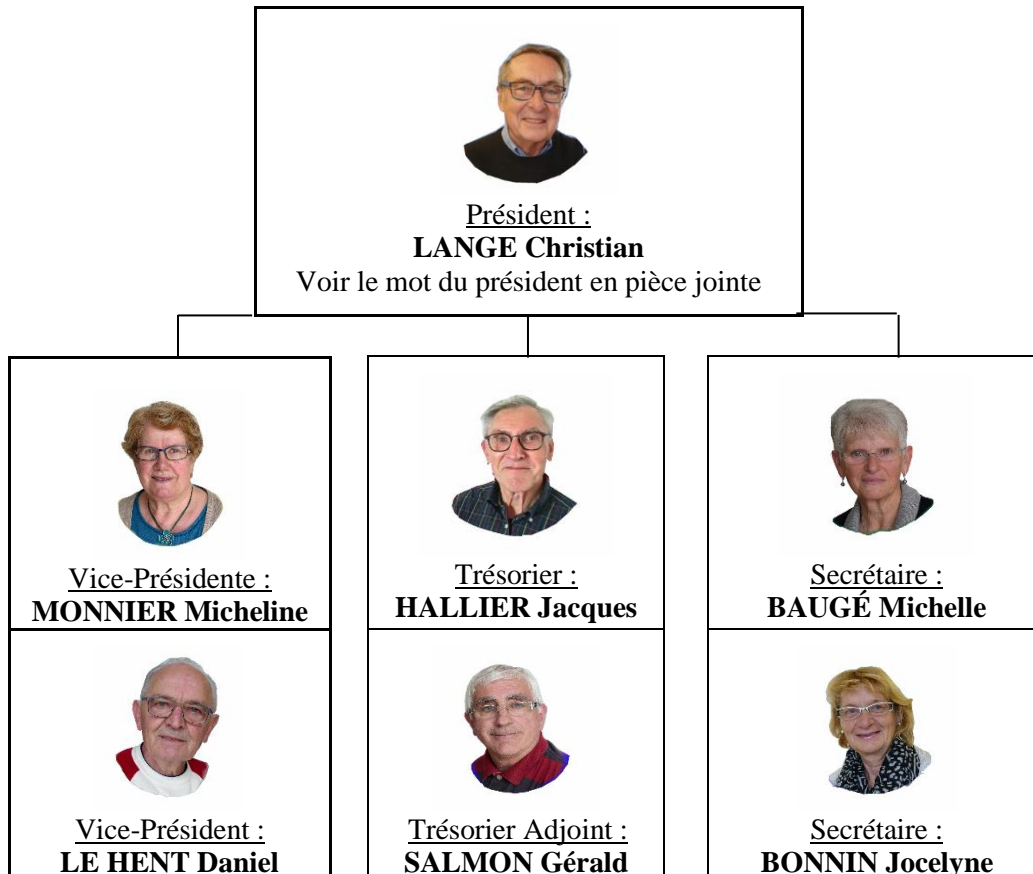 Président :
LANGE Christian
Voir le mot du président en pièce jointe
Vice-Présidente :
MONNIER Micheline
Trésorier :
HALLIER Jacques
Secrétaire :
BAUGÉ Michelle
Vice-Président :
LE HENT Daniel
Trésorier Adjoint :
SALMON Gérald
Secrétaire :
BONNIN Jocelyne